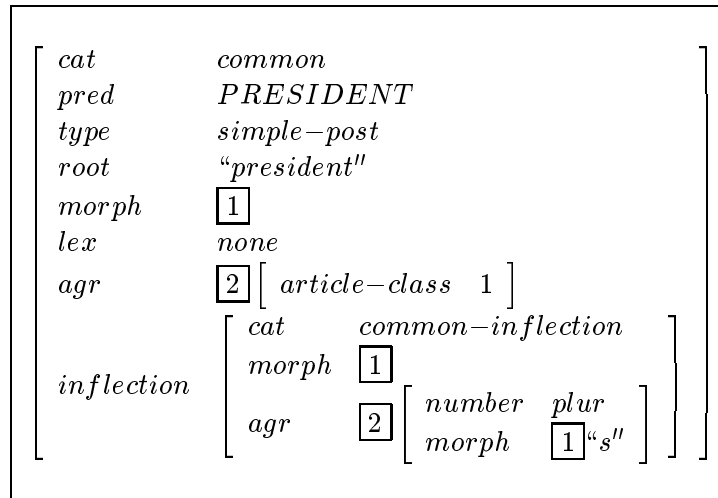 cat common
pred PRESIDENT
type simple−post
root “president"
morph 1
lex none
agr 2 [ article−class 1 ]
cat common−inflection
morph 1
inflection
number plur
agr 2
morph 1 “s"